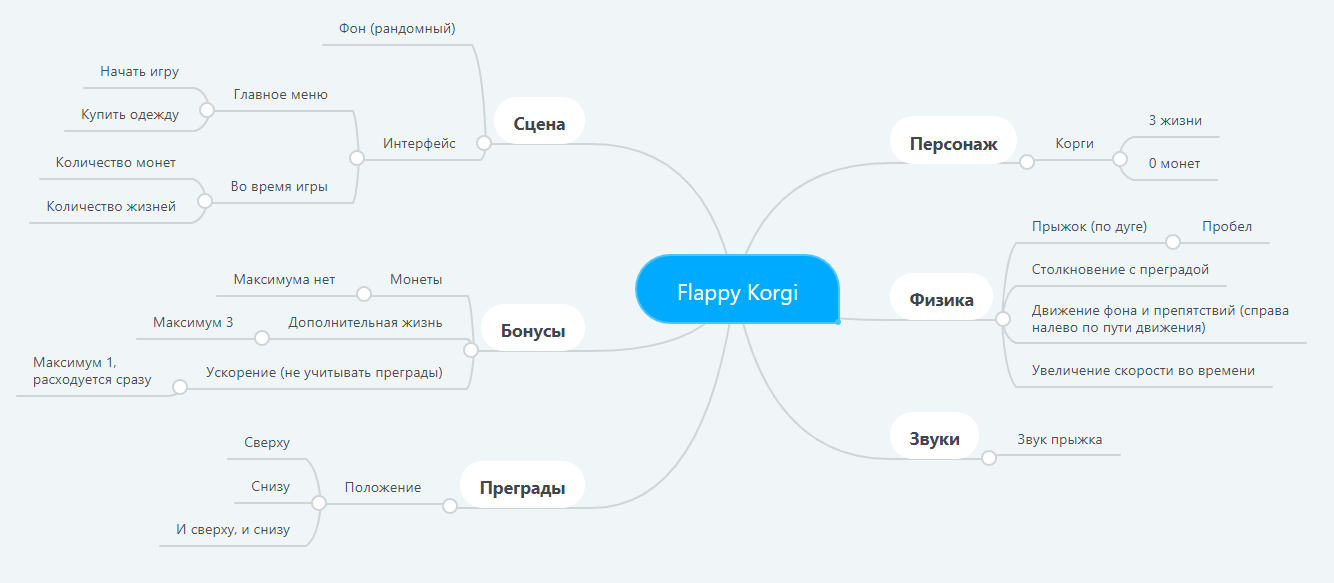 Flappy Korgi
Сцена
Фон (рандомный)
Интерфейс
Главное меню
Начать игру
Купить одежду
Во время игры
Количество монет
Количество жизней
Бонусы
Монеты
Максимума нет
Дополнительная жизнь
Максимум 3
Ускорение (не учитывать преграды)
Максимум 1,
расходуется сразу
Преграды
Положение
Сверху
Снизу
И сверху, и снизу
Персонаж
Корги
3 жизни
0 монет
Физика
Прыжок (по дуге)
Пробел
Столкновение с преградой
Движение фона и препятствий (справа
налево по пути движения)
Увеличение скорости во времени
Звуки
Звук прыжка